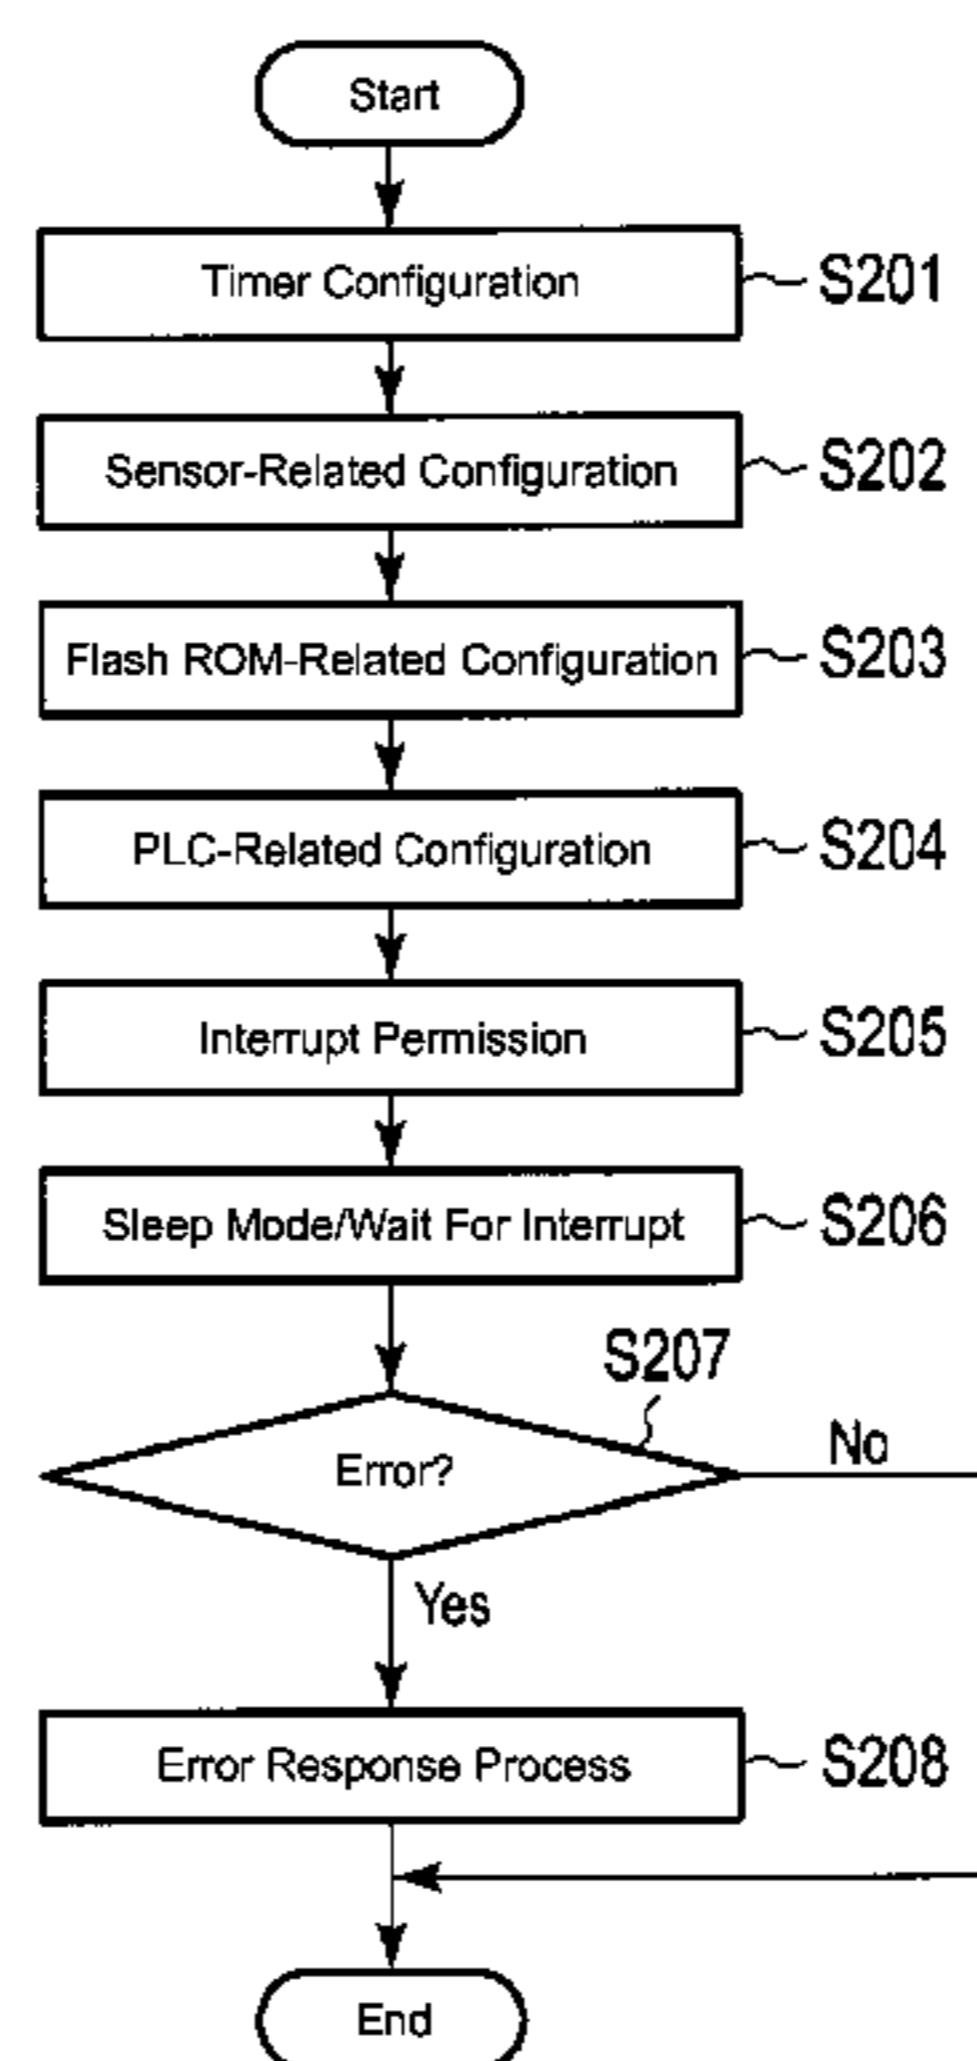 Start
Timer Configuration
S201
Sensor-Related Configuration
S202
Flash ROM-Related Configuration
S203
PLC-Related Configuration
S204
Interrupt Permission
S205
Sleep Mode/Wait For Interrupt
S206
S207
Error?
No
Yes
Error Response Process
S208
End